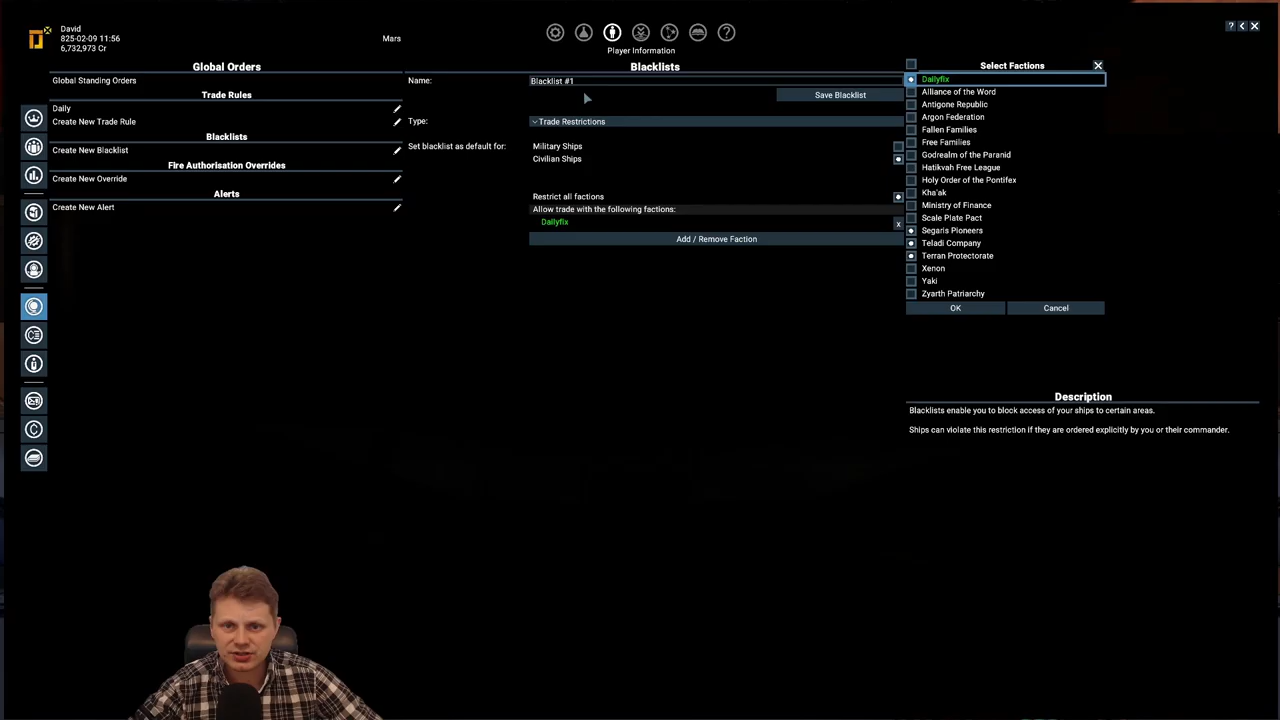 David
825-02-09 11:56
6,732,973 Cr
Mars
Player Information
Global Orders
Global Standing Orders
Trade Rules
Daily
Create New Trade Rule
Blacklists
Create New Blacklist
Fire Authorisation Overrides
Create New Override
Alerts
Create New Alert
Blacklists
Name:
Blacklist #1
Save Blacklist
Type:
Trade Restrictions
Set blacklist as default for:
Military Ships
Civilian Ships
Restrict all factions
Allow trade with the following factions:
Dailyfix
x
Add / Remove Faction
Select Factions
Dailyfix
Alliance of the Word
Antigone Republic
Argon Federation
Fallen Families
Free Families
Godrealm of the Paranid
Hatikvah Free League
Holy Order of the Pontifex
Kha'ak
Ministry of Finance
Scale Plate Pact
Segaris Pioneers
Teladi Company
Terran Protectorate
Xenon
Yaki
Zyarth Patriarchy
OK
Cancel
Description
Blacklists enable you to block access of your ships to certain areas.
Ships can violate this restriction if they are ordered explicitly by you or their commander.